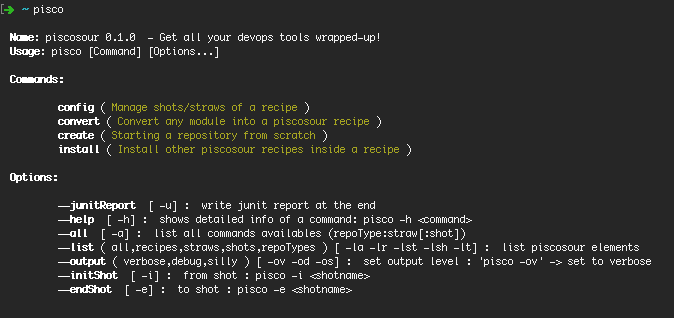 [➔ ~ pisco
Name: piscosour 0.1.0 - Get all your devops tools wrapped-up!
Usage: pisco [Command] [Options...]
Commands:
config ( Manage shots/straws of a recipe )
convert ( Convert any module into a piscosour recipe )
create ( Starting a repository from scratch )
install ( Install other piscosour recipes inside a recipe )
Options:
--junitReport [ -u] : write junit report at the end
--help [ -h] : shows detailed info of a command: pisco -h <command>
--all [ -a] : list all commands availables (repoType:straw[:shot])
--list ( all,recipes,straws,shots,repoTypes ) [ -la -lr -lst -lsh -lt] : list piscosour elements
--output ( verbose,debug,silly ) [ -ov -od -os] : set output level : 'pisco -ov' -> set to verbose
--initShot [ -i] : from shot : pisco -i <shotname>
--endShot [ -e] : to shot : pisco -e <shotname>